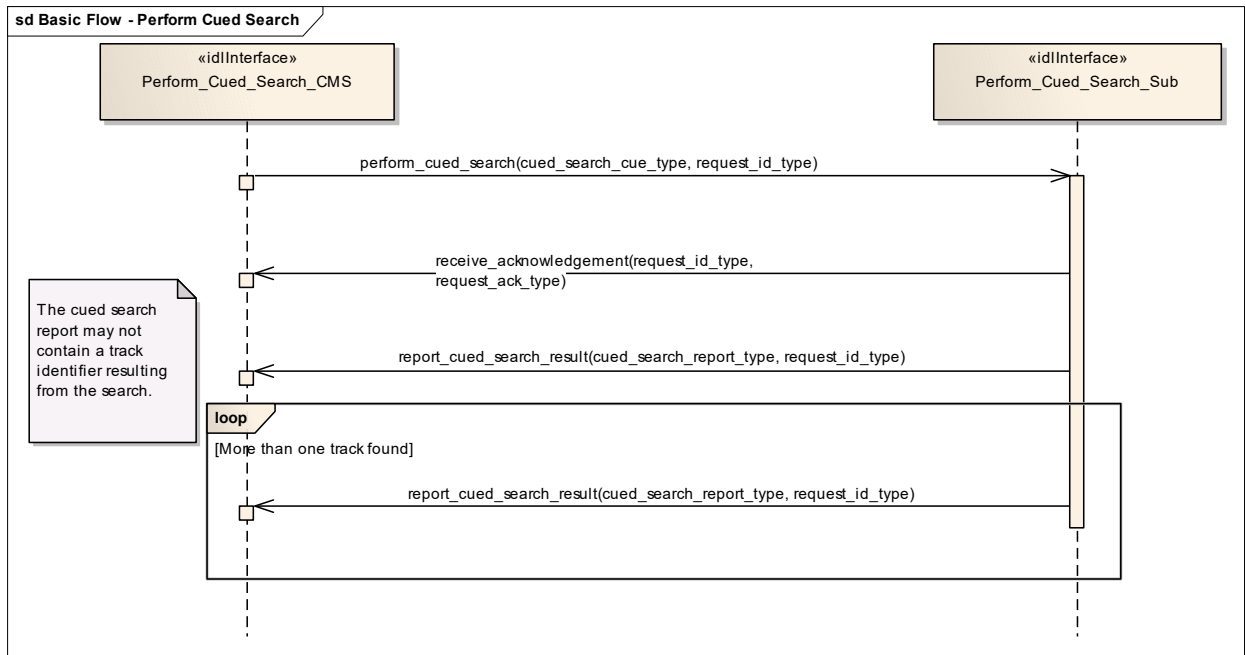 sd Basic Flow - Perform Cued Search
«idlInterface»
Perform_Cued_Search_CMS
«idlInterface»
Perform_Cued_Search_Sub
perform_cued_search(cued_search_cue_type, request_id_type)
receive_acknowledgement(request_id_type,
request_ack_type)
The cued search
report may not
contain a track
identifier resulting
from the search.
report_cued_search_result(cued_search_report_type, request_id_type)
loop
[More than one track found]
report_cued_search_result(cued_search_report_type, request_id_type)